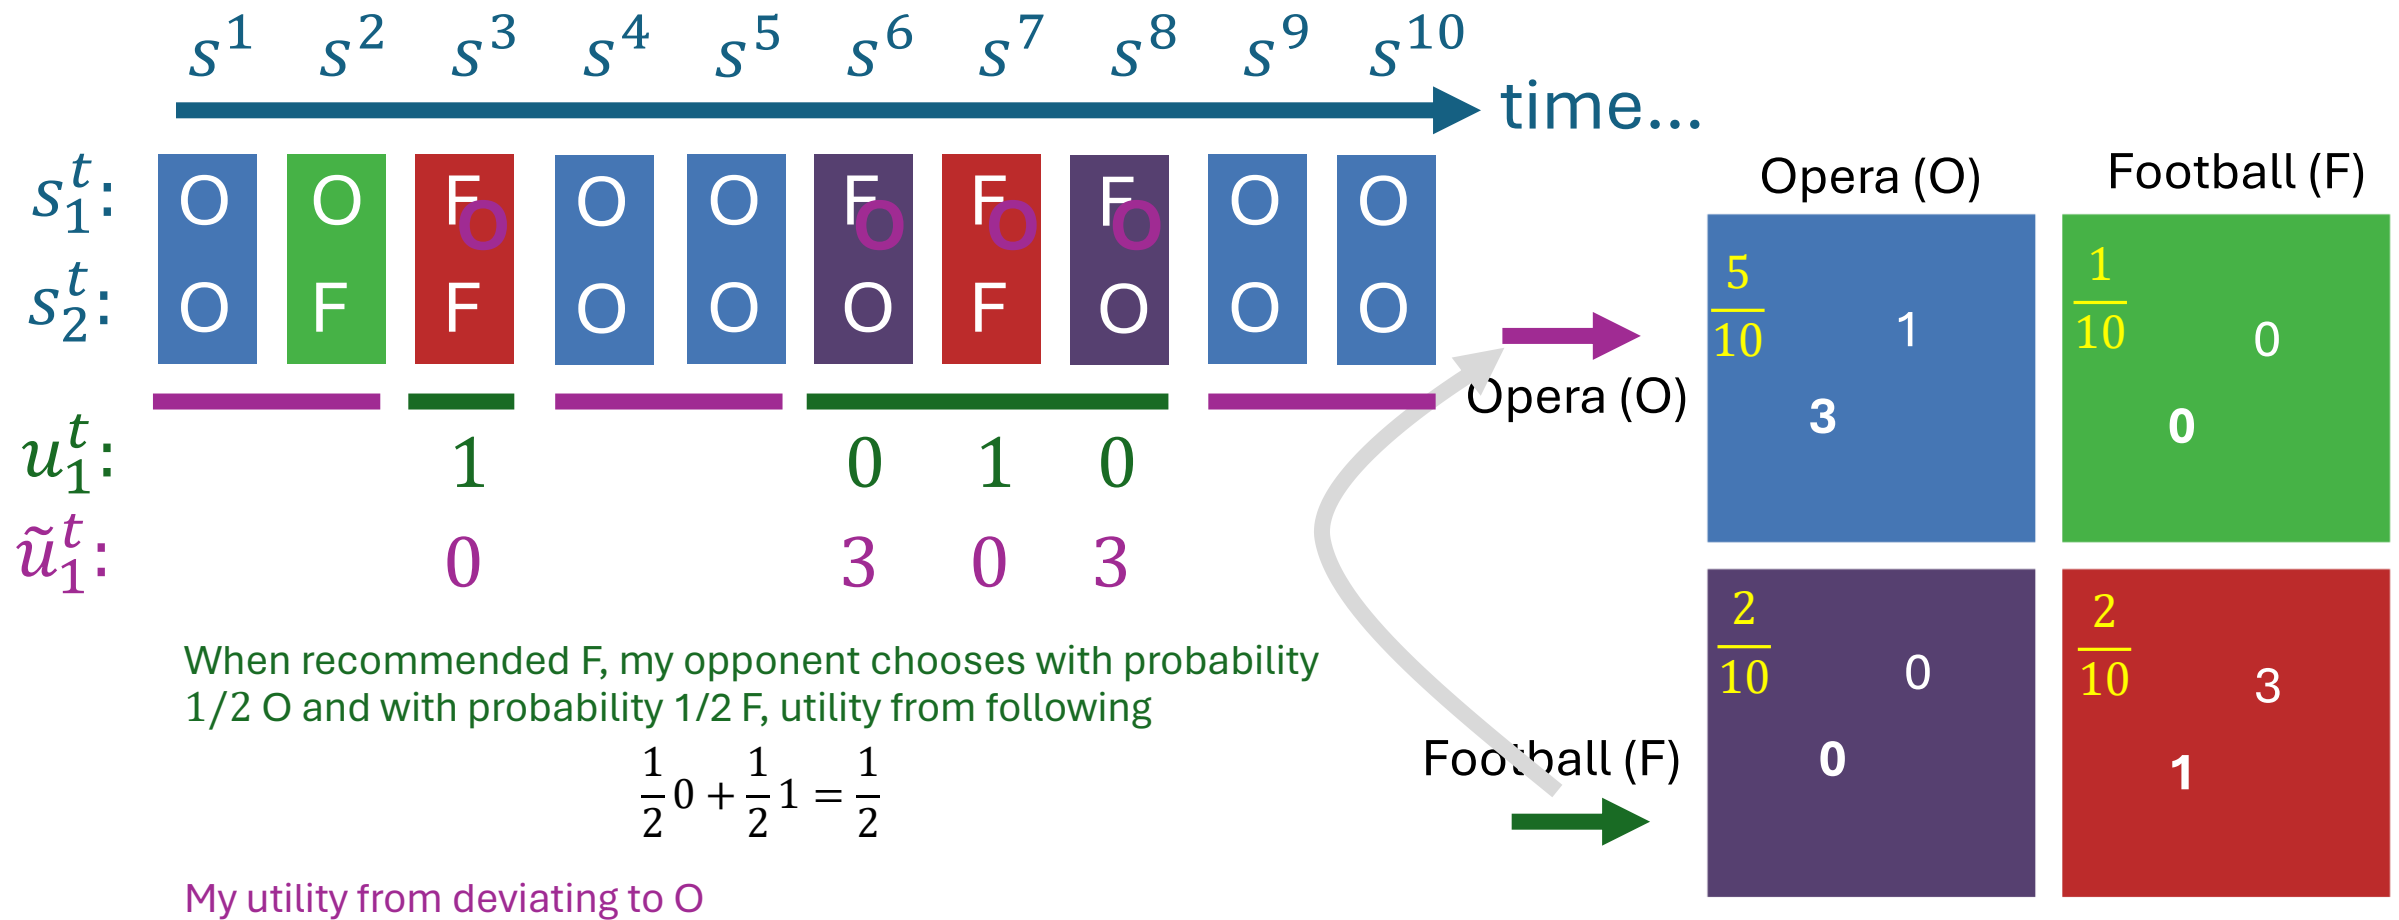 s¹ s² s³ s⁴ s⁵ s⁶ s⁷ s⁸ s⁹ s¹⁰
time...
s₁ᵗ: O O F O O F F F O O
O O O O
s₂ᵗ: O F F O O O F O O O
u₁ᵗ: 1 0 1 0
ũ₁ᵗ: 0 3 0 3
When recommended F, my opponent chooses with probability
1/2 O and with probability 1/2 F, utility from following
1/2 0 + 1/2 1 = 1/2
My utility from deviating to O
Opera (O) Football (F)
Opera (O)
5/10 1 3
1/10 0 0
Football (F)
2/10 0 0
2/10 3 1